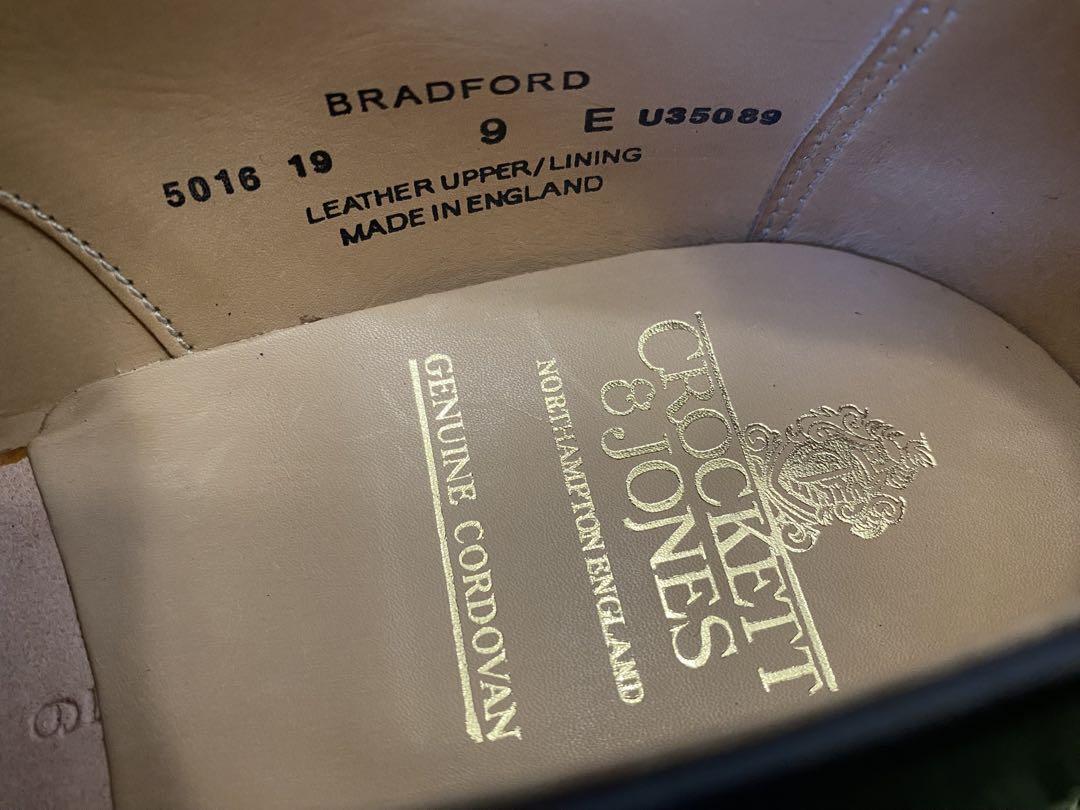 BRADFORD
9 E U35089
5016 19
LEATHER UPPER/LINING
MADE IN ENGLAND
CROCKETT
& JONES
NORTHAMPTON ENGLAND
GENUINE CORDOVAN